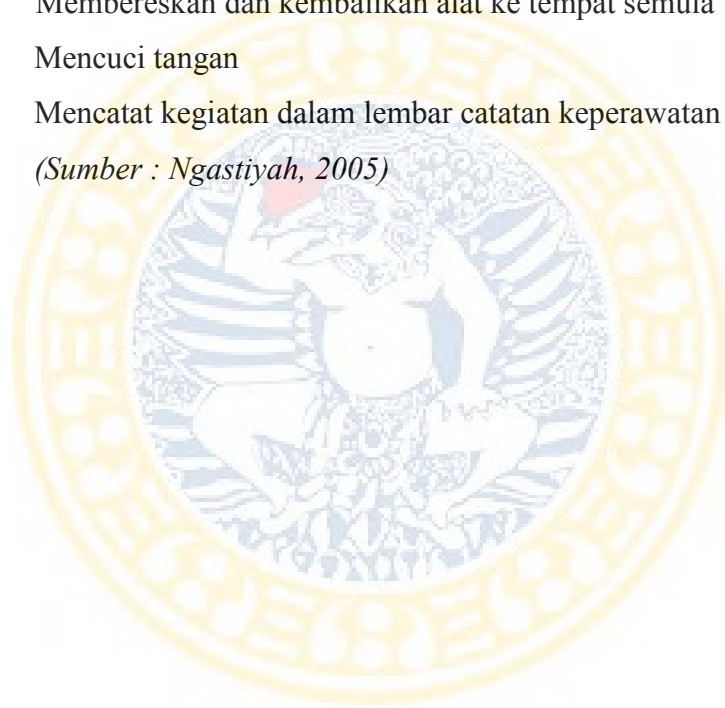 Membereskan dan kembalikan alat ke tempat semula
Mencuci tangan
Mencatat kegiatan dalam lembar catatan keperawatan
(Sumber : Ngastiyah, 2005)